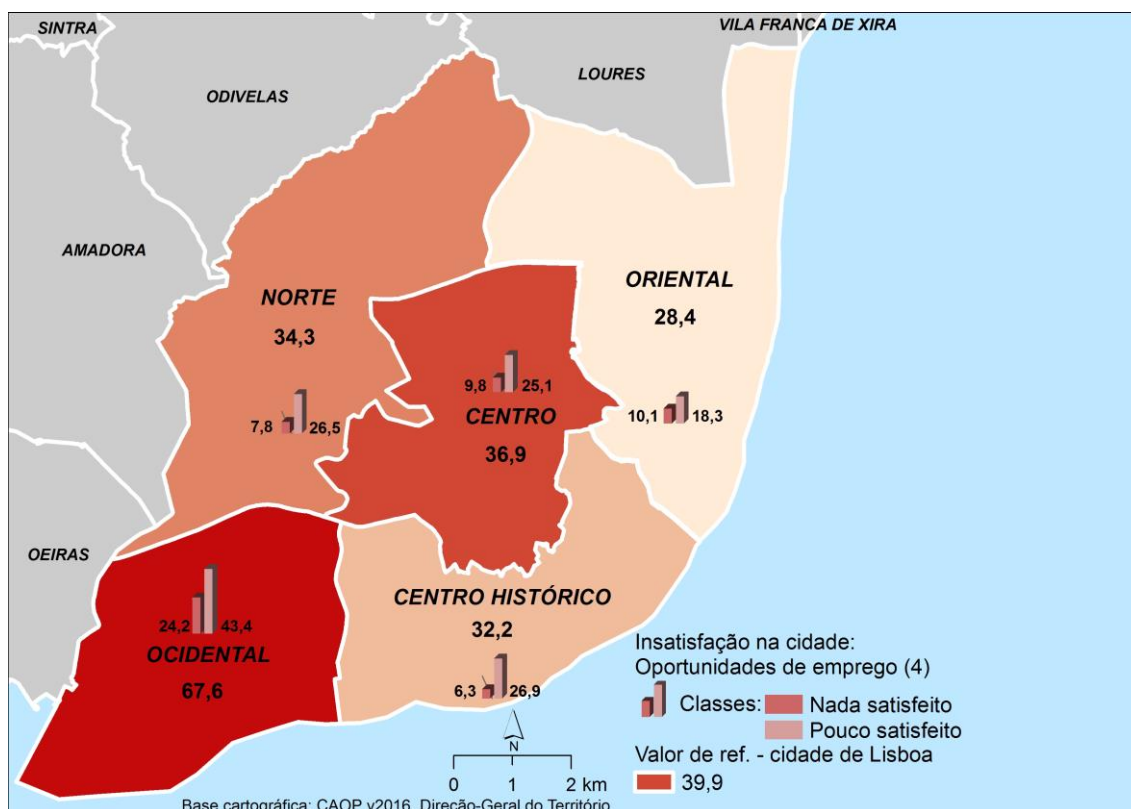 SINTRA
VILA FRANCA DE XIRA
ODIVELAS
LOURES
AMADORA
NORTE
34,3
7,8 26,5
ORIENTAL
28,4
10,1 18,3
9,8 25,1
CENTRO
36,9
OEIRAS
24,2 43,4
OCIDENTAL
67,6
CENTRO HISTÓRICO
32,2
6,3 26,9
N
0 1 2 km
Insatisfação na cidade:
Oportunidades de emprego (4)
Classes: Nada satisfeito
Pouco satisfeito
Valor de ref. - cidade de Lisboa
39,9
Base cartográfica: CAOP v2016, Direção-Geral do Território